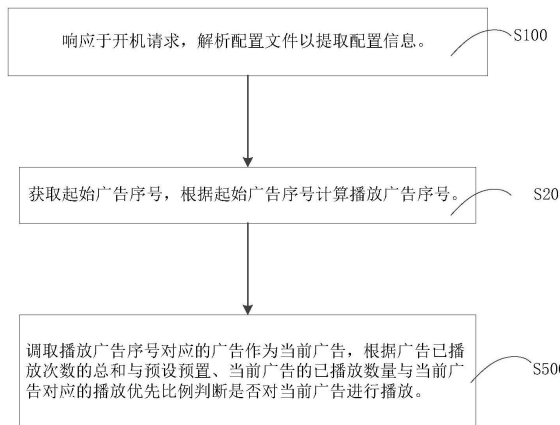 响应于开机请求，解析配置文件以提取配置信息。
S100
获取起始广告序号，根据起始广告序号计算播放广告序号。
S20
调取播放广告序号对应的广告作为当前广告，根据广告已播
放次数的总和与预设预置、当前广告的已播放数量与当前广
告对应的播放优先比例判断是否对当前广告进行播放。
S500